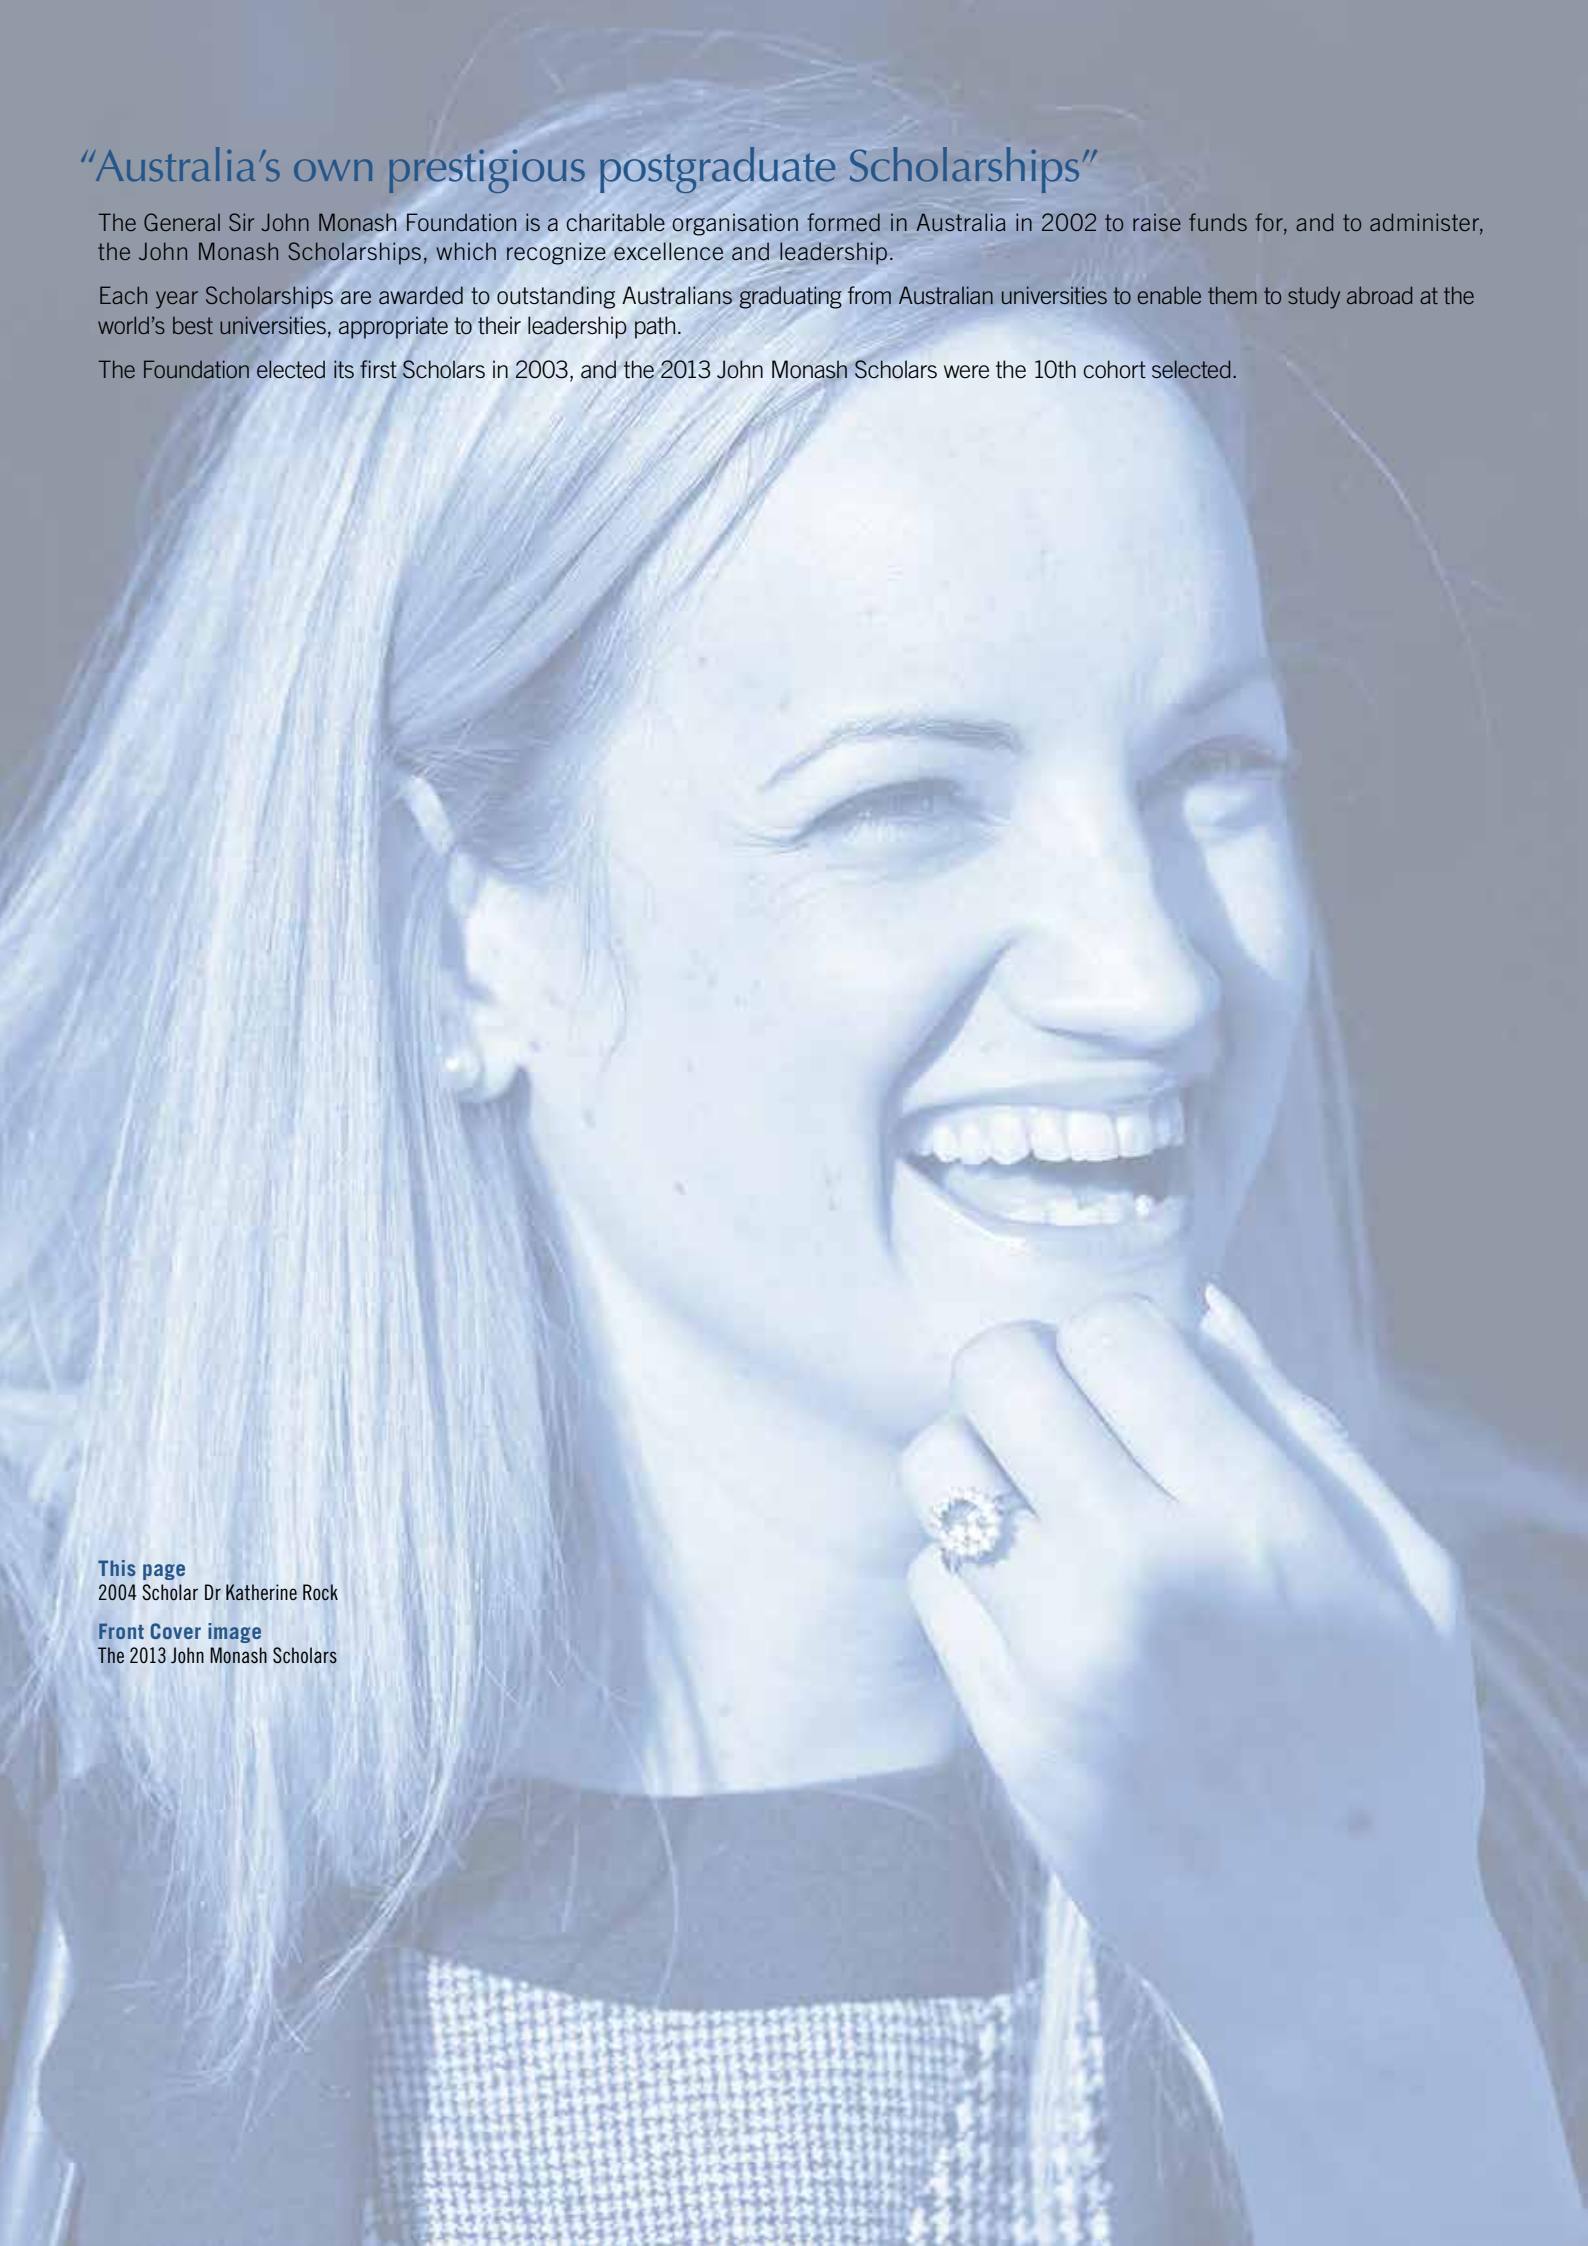 “Australia’s own prestigious postgraduate Scholarships”
The General Sir John Monash Foundation is a charitable organisation formed in Australia in 2002 to raise funds for, and to administer,
the John Monash Scholarships, which recognize excellence and leadership.
Each year Scholarships are awarded to outstanding Australians graduating from Australian universities to enable them to study abroad at the
world’s best universities, appropriate to their leadership path.
The Foundation elected its first Scholars in 2003, and the 2013 John Monash Scholars were the 10th cohort selected.
This page
2004 Scholar Dr Katherine Rock
Front Cover image
The 2013 John Monash Scholars